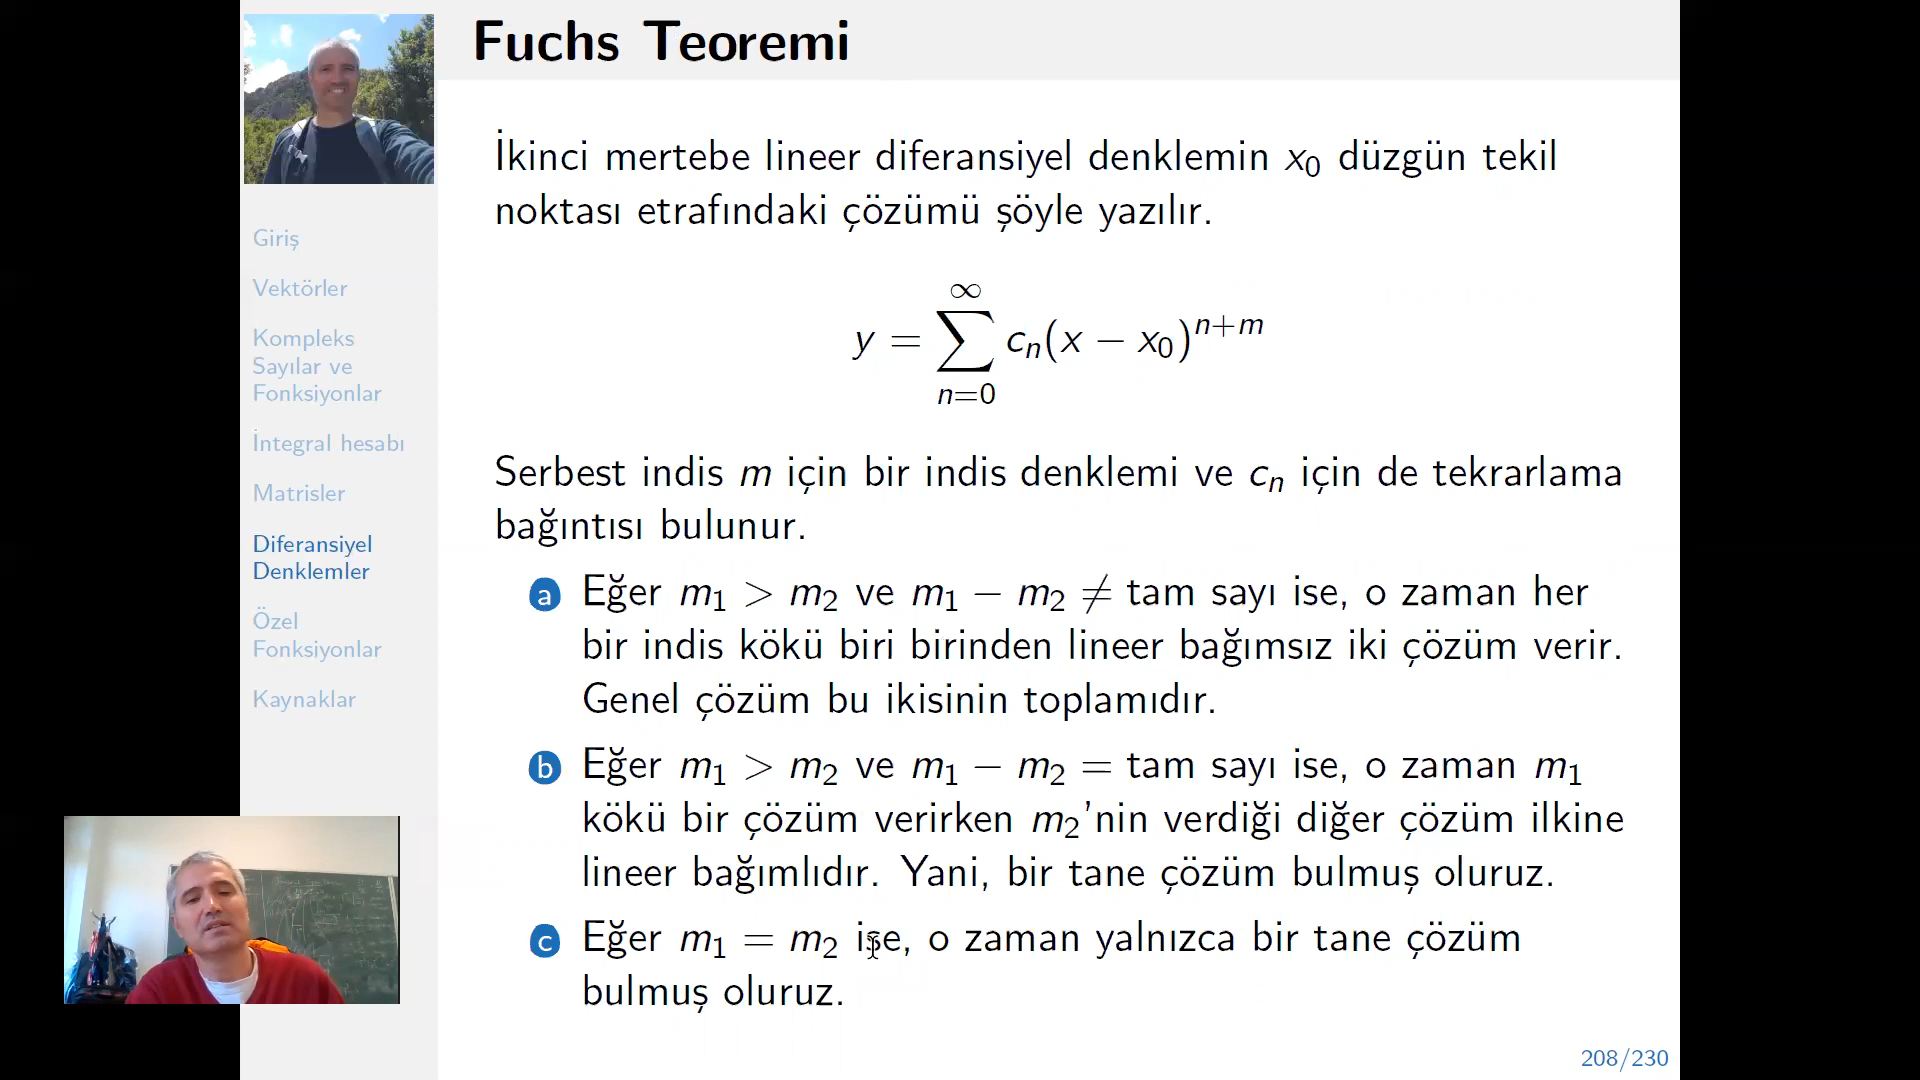 Fuchs Teoremi
Giriş
Vektörler
Kompleks
Sayılar ve
Fonksiyonlar
İntegral hesabı
Matrisler
Diferansiyel
Denklemler
Özel
Fonksiyonlar
Kaynaklar
İkinci mertebe lineer diferansiyel denklemin x₀ düzgün tekil
noktası etrafındaki çözümü şöyle yazılır.
y = ∑_{n=0}^{∞} cₙ(x − x₀)^{n+m}
Serbest indis m için bir indis denklemi ve cₙ için de tekrarlama
bağıntısı bulunur.
a Eğer m₁ > m₂ ve m₁ − m₂ ≠ tam sayı ise, o zaman her
bir indis kökü biri birinden lineer bağımsız iki çözüm verir.
Genel çözüm bu ikisinin toplamıdır.
b Eğer m₁ > m₂ ve m₁ − m₂ = tam sayı ise, o zaman m₁
kökü bir çözüm verirken m₂'nin verdiği diğer çözüm ilkine
lineer bağımlıdır. Yani, bir tane çözüm bulmuş oluruz.
c Eğer m₁ = m₂ ise, o zaman yalnızca bir tane çözüm
bulmuş oluruz.
208/230